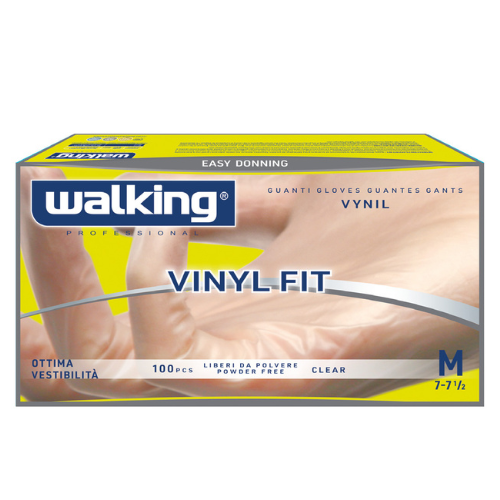 walking
EASY DONNING
walking®
PROFESSIONAL
GUANTI GLOVES GUANTES GANTS
VYNIL
VINYL FIT
OTTIMA
VESTIBILITÀ
100 PCS
LIBERI DA POLVERE
POWDER FREE
CLEAR
M
7-7 1/2